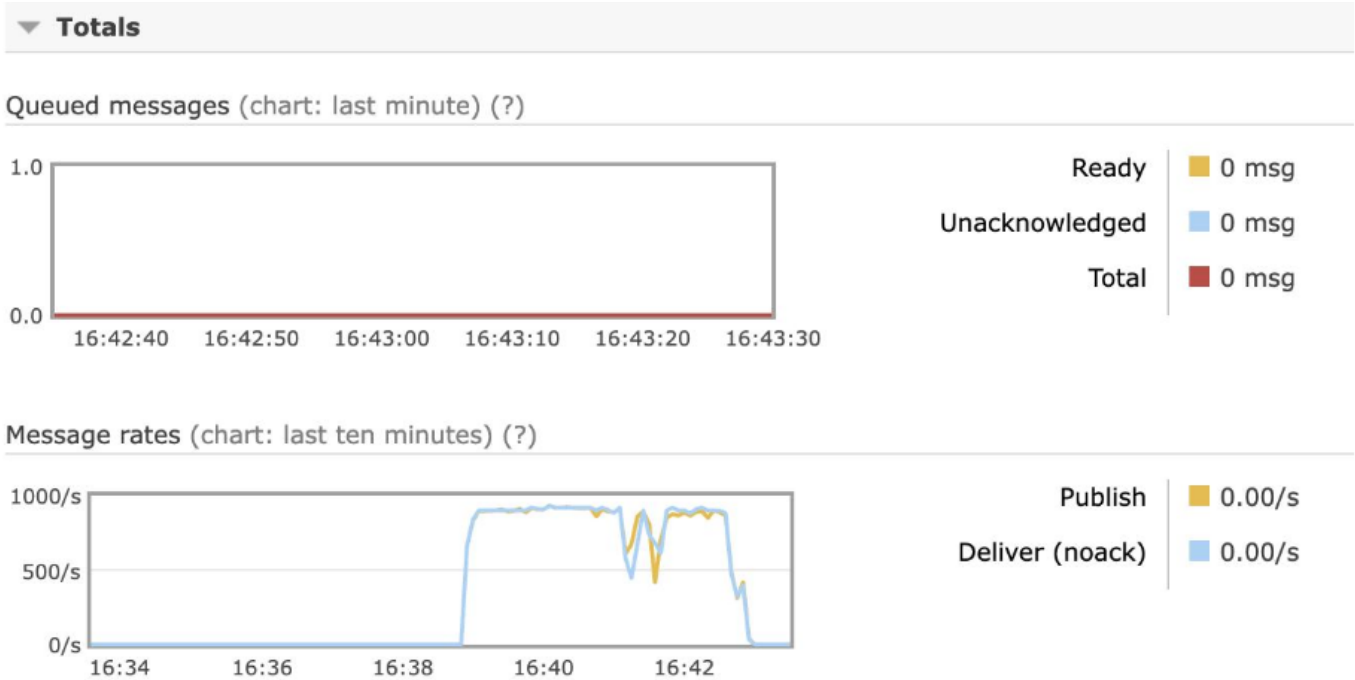 Totals
Queued messages (chart: last minute) (?)
1.0
0.0
16:42:40 16:42:50 16:43:00 16:43:10 16:43:20 16:43:30
Ready 0 msg
Unacknowledged 0 msg
Total 0 msg
Message rates (chart: last ten minutes) (?)
1000/s
500/s
0/s
16:34 16:36 16:38 16:40 16:42
Publish 0.00/s
Deliver (noack) 0.00/s